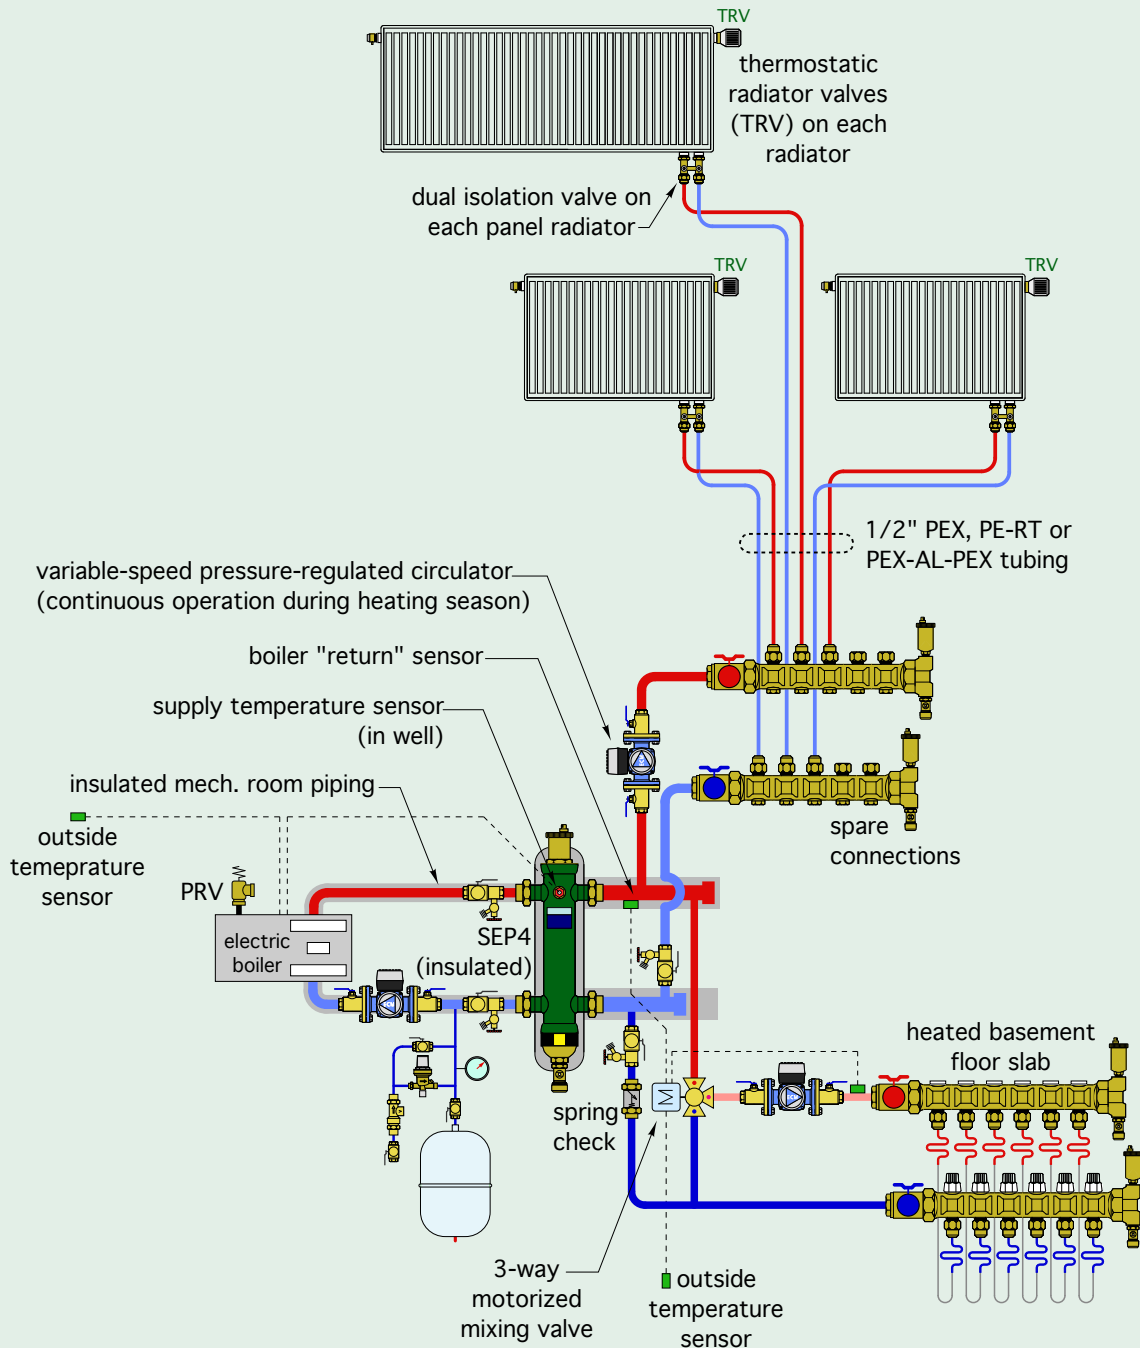 TRV
thermostatic
radiator valves
(TRV) on each
radiator
dual isolation valve on
each panel radiator
TRV
TRV
1/2" PEX, PE-RT or
PEX-AL-PEX tubing
variable-speed pressure-regulated circulator
(continuous operation during heating season)
boiler "return" sensor
supply temperature sensor
(in well)
insulated mech. room piping
outside
temeprature
sensor
spare
connections
PRV
electric
boiler
SEP4
(insulated)
heated basement
floor slab
spring
check
M
3-way
motorized
mixing valve
outside
temperature
sensor